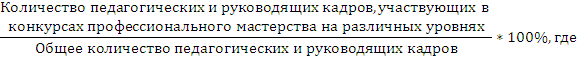 Количество педагогических и руководящих кадров,участвующих в
конкурсах профессионального мастерства на различных уровнях
Общее количество педагогических и руководящих кадров
* 100%, где